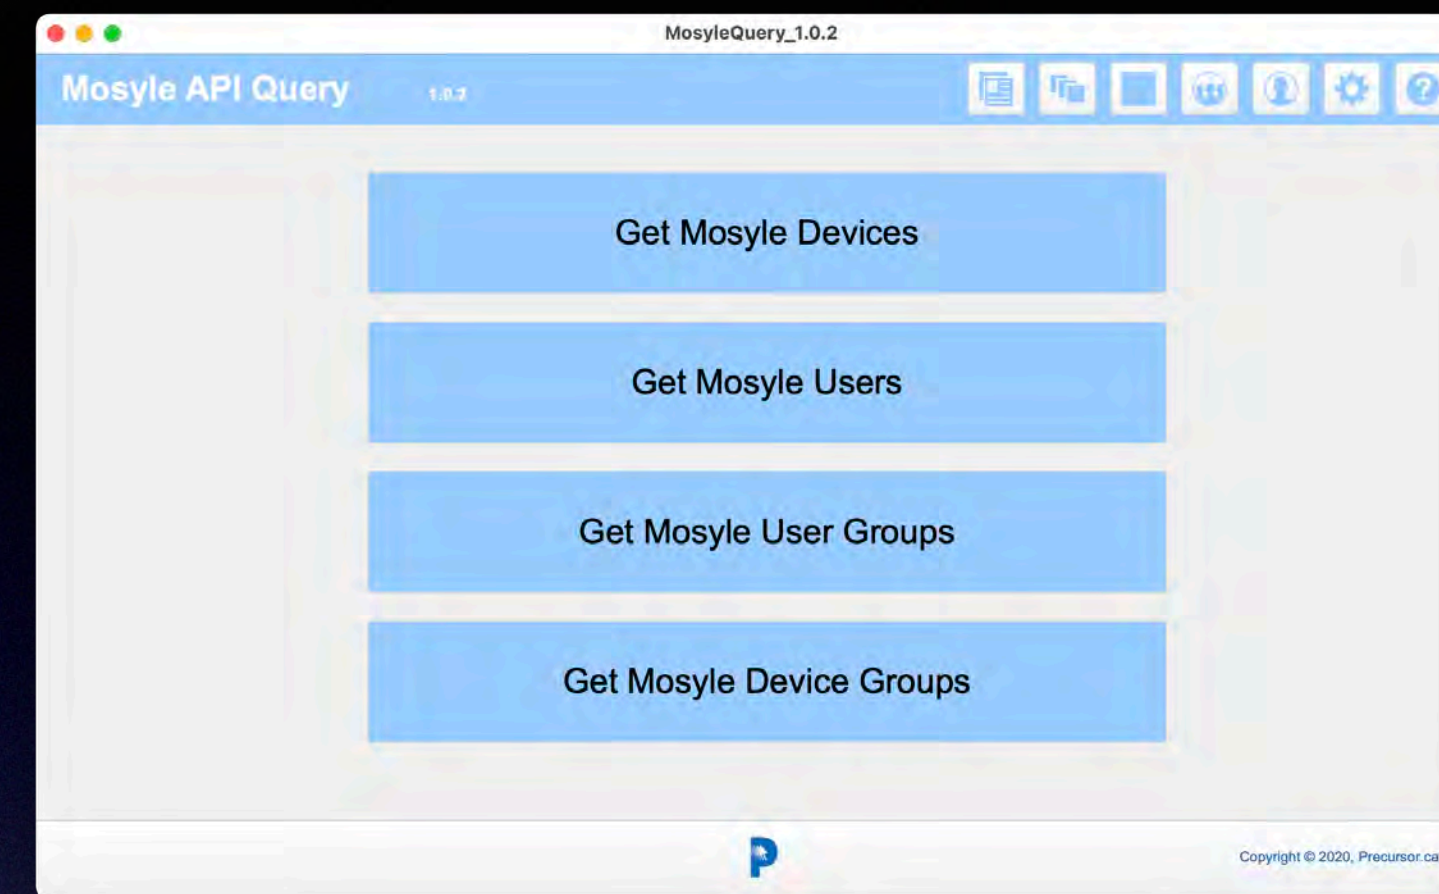 MosyleQuery_1.0.2
Mosyle API Query 1.0.2
Get Mosyle Devices
Get Mosyle Users
Get Mosyle User Groups
Get Mosyle Device Groups
P
Copyright © 2020, Precursor.ca